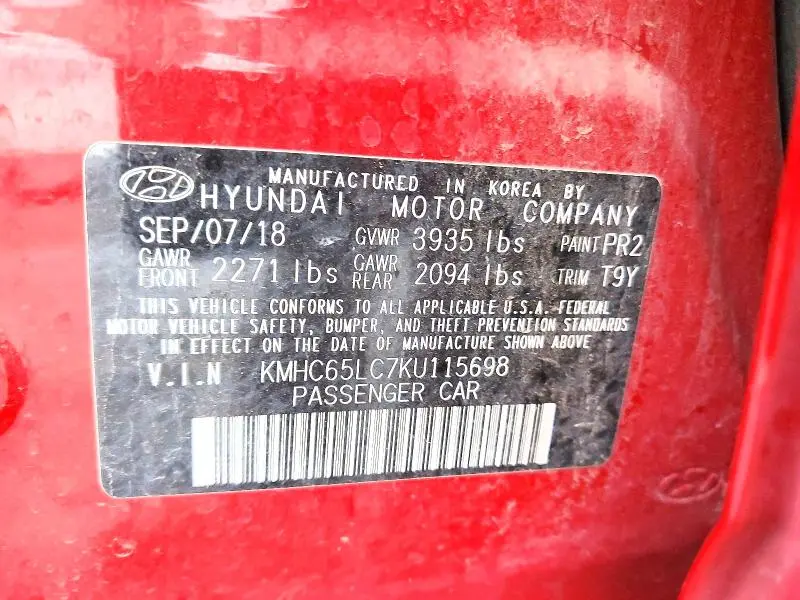 MANUFACTURED IN KOREA BY
HYUNDAI MOTOR COMPANY
SEP/07/18 GVWR 3935 lbs PAINT PR2
GAWR FRONT 2271 lbs GAWR REAR 2094 lbs TRIM T9Y
THIS VEHICLE CONFORMS TO ALL APPLICABLE U.S.A. FEDERAL
MOTOR VEHICLE SAFETY, BUMPER, AND THEFT PREVENTION STANDARDS
IN EFFECT ON THE DATE OF MANUFACTURE SHOWN ABOVE
V.I.N KMHC65LC7KU115698
PASSENGER CAR